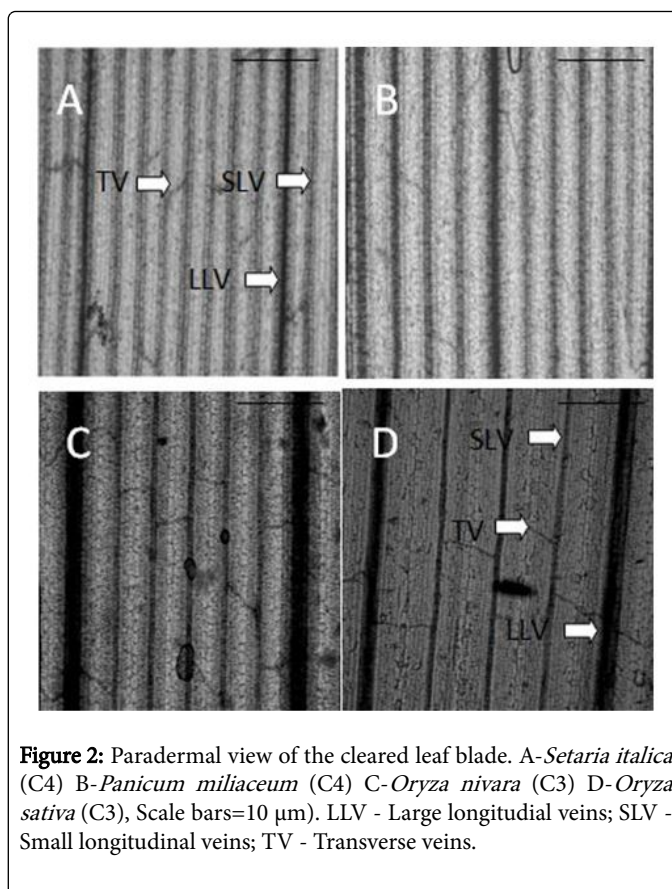 A
TV
SLV
LLV
B
C
D
SLV
TV
LLV
Figure 2: Paradermal view of the cleared leaf blade. A-Setaria italica
(C4) B-Panicum miliaceum (C4) C-Oryza nivara (C3) D-Oryza
sativa (C3), Scale bars=10 µm). LLV - Large longitudial veins; SLV -
Small longitudinal veins; TV - Transverse veins.